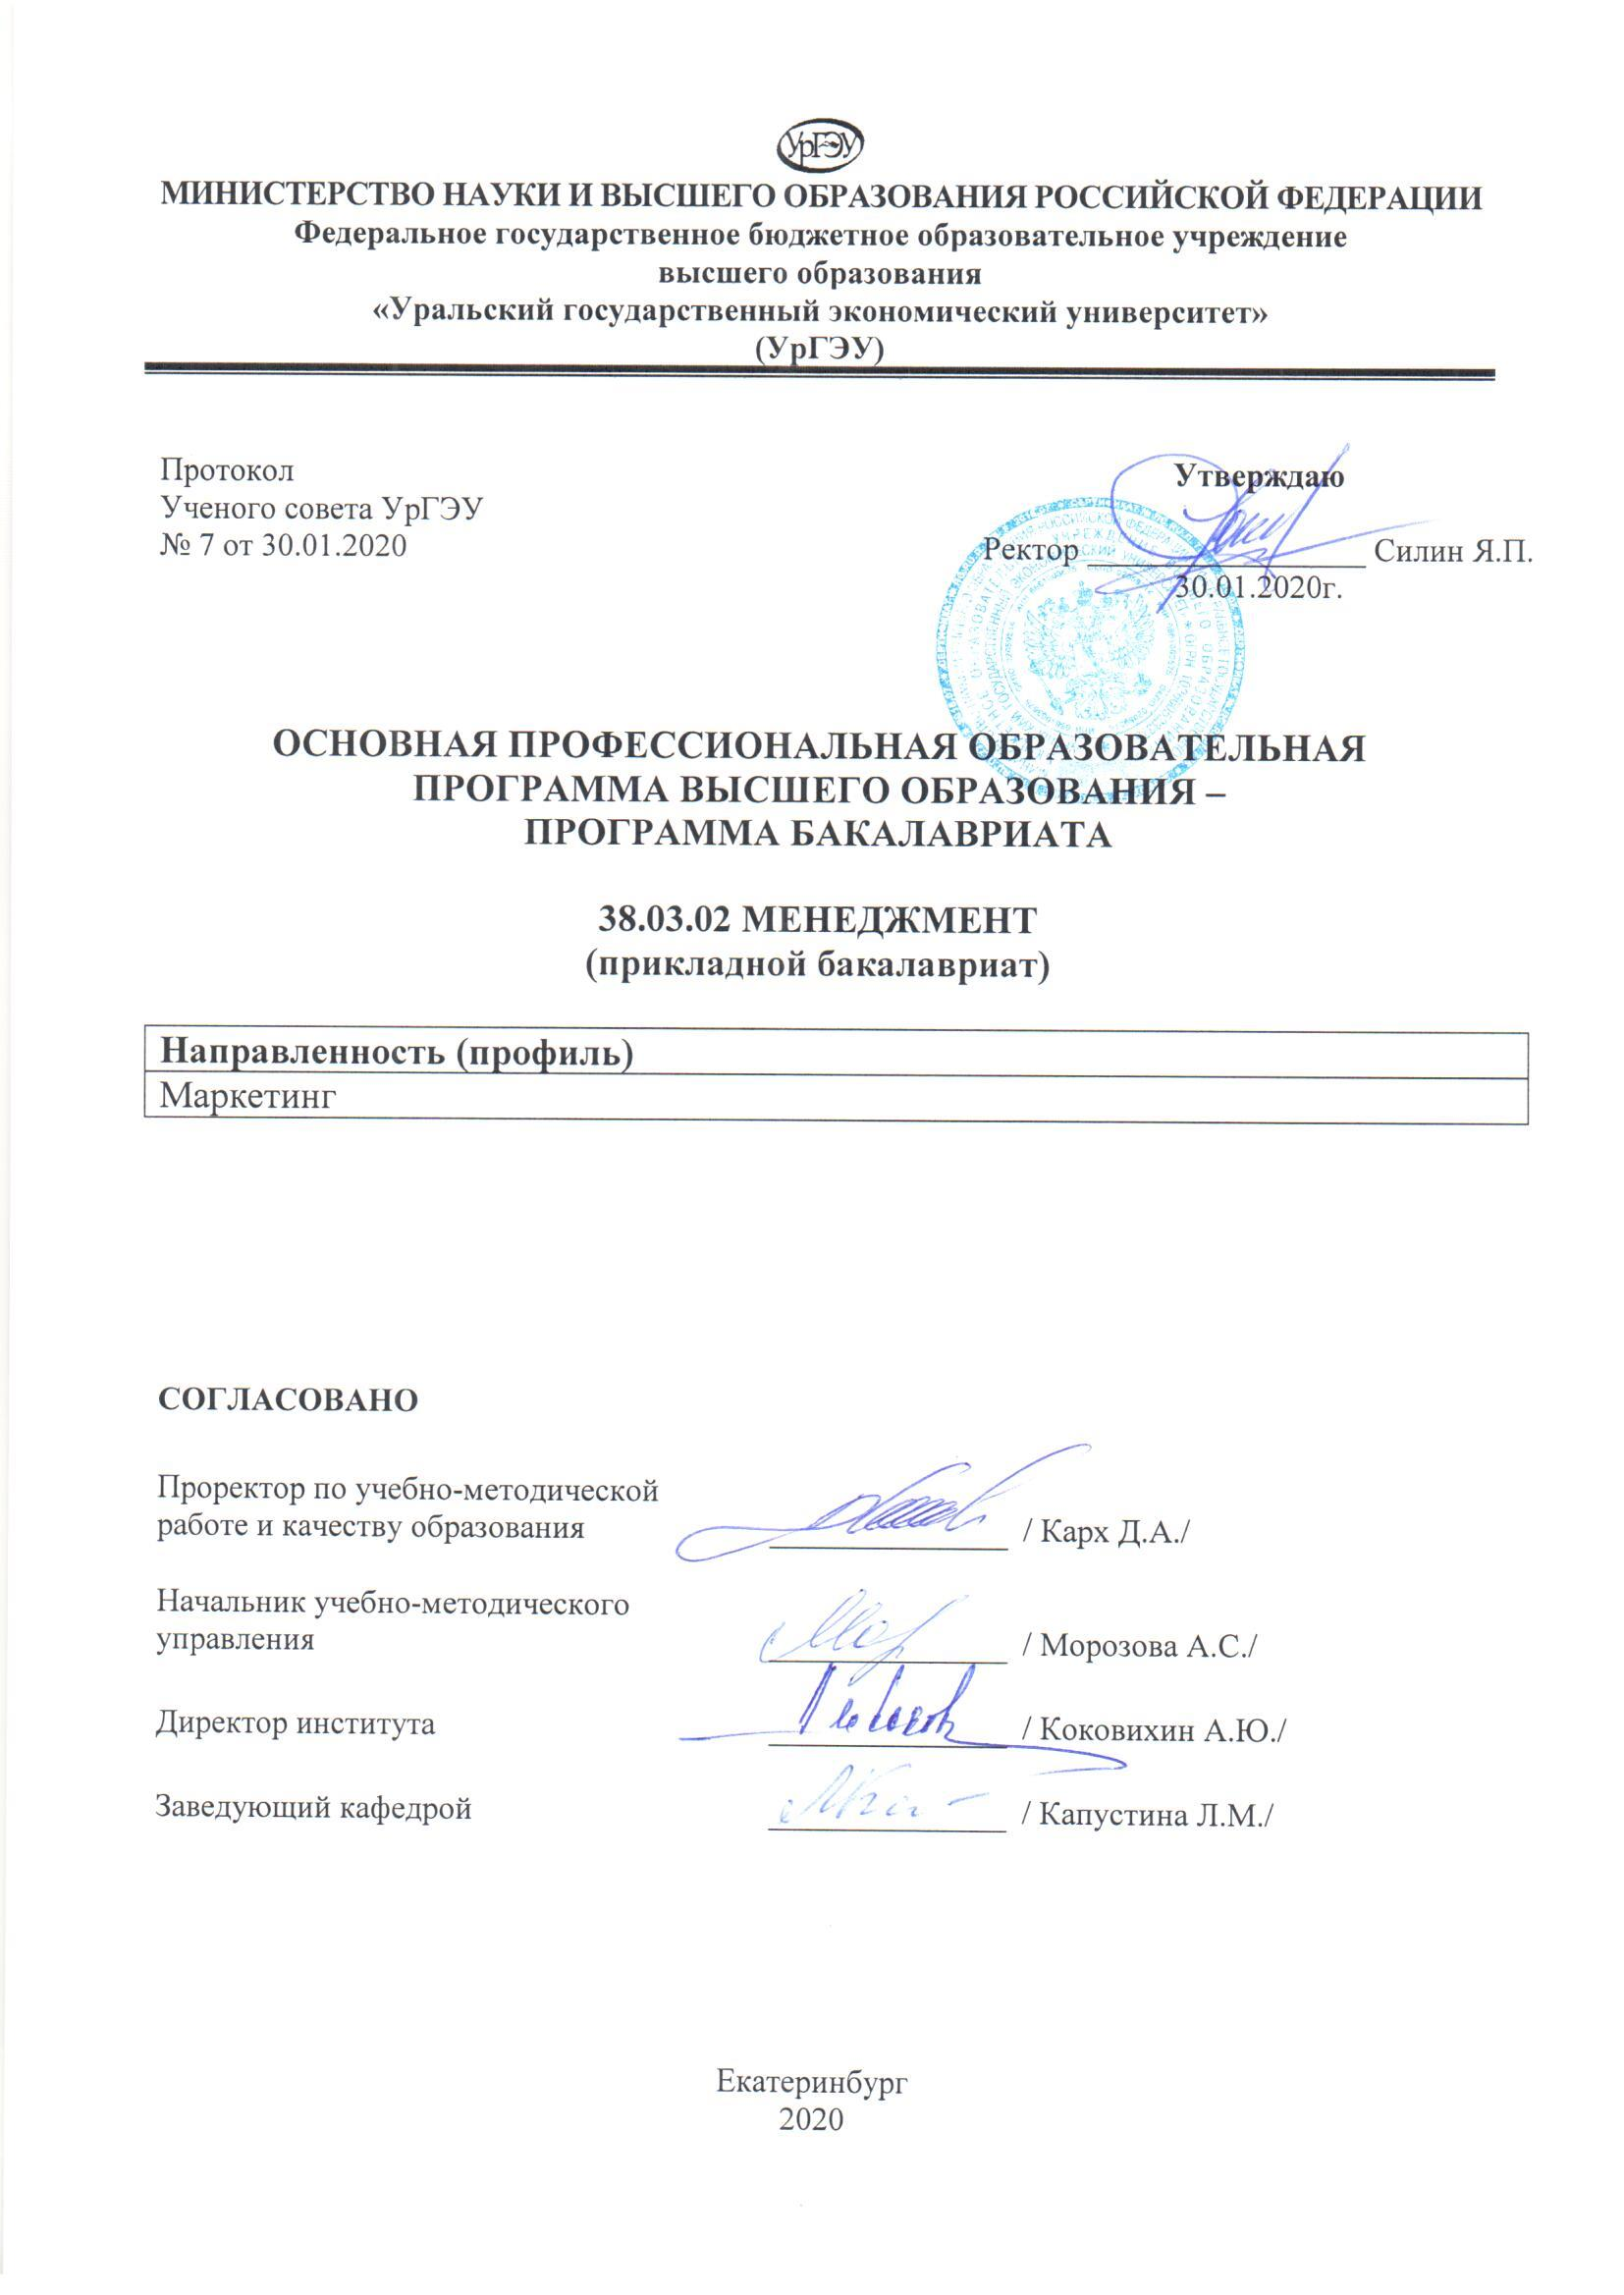 УрГЭУ
МИНИСТЕРСТВО НАУКИ И ВЫСШЕГО ОБРАЗОВАНИЯ РОССИЙСКОЙ ФЕДЕРАЦИИ
Федеральное государственное бюджетное образовательное учреждение
высшего образования
«Уральский государственный экономический университет»
(УрГЭУ)
Протокол
Ученого совета УрГЭУ
№ 7 от 30.01.2020
Утверждаю
Ректор Силин Я.П.
30.01.2020г.
ОСНОВНАЯ ПРОФЕССИОНАЛЬНАЯ ОБРАЗОВАТЕЛЬНАЯ
ПРОГРАММА ВЫСШЕГО ОБРАЗОВАНИЯ –
ПРОГРАММА БАКАЛАВРИАТА
38.03.02 МЕНЕДЖМЕНТ
(прикладной бакалавриат)
Направленность (профиль)
Маркетинг
СОГЛАСОВАНО
Проректор по учебно-методической
работе и качеству образования / Карх Д.А./
Начальник учебно-методического
управления / Морозова А.С./
Директор института / Коковихин А.Ю./
Заведующий кафедрой / Капустина Л.М./
Екатеринбург
2020